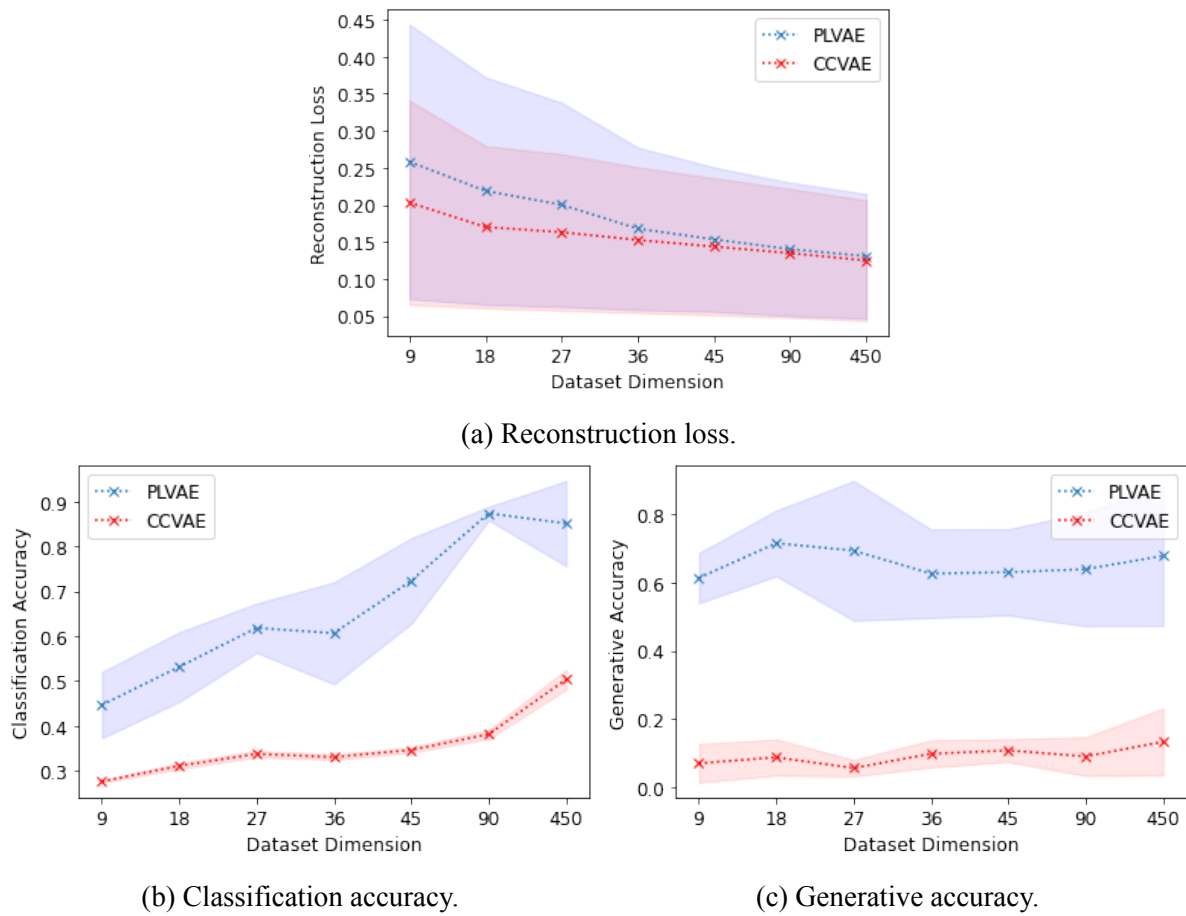 0.45
0.40
0.35
0.30
0.25
0.20
0.15
0.10
0.05
Reconstruction Loss
PLVAE
CCVAE
9 18 27 36 45 90 450
Dataset Dimension
(a) Reconstruction loss.
0.9
0.8
0.7
0.6
0.5
0.4
0.3
Classification Accuracy
PLVAE
CCVAE
9 18 27 36 45 90 450
Dataset Dimension
(b) Classification accuracy.
0.8
0.6
0.4
0.2
0.0
Generative Accuracy
PLVAE
CCVAE
9 18 27 36 45 90 450
Dataset Dimension
(c) Generative accuracy.